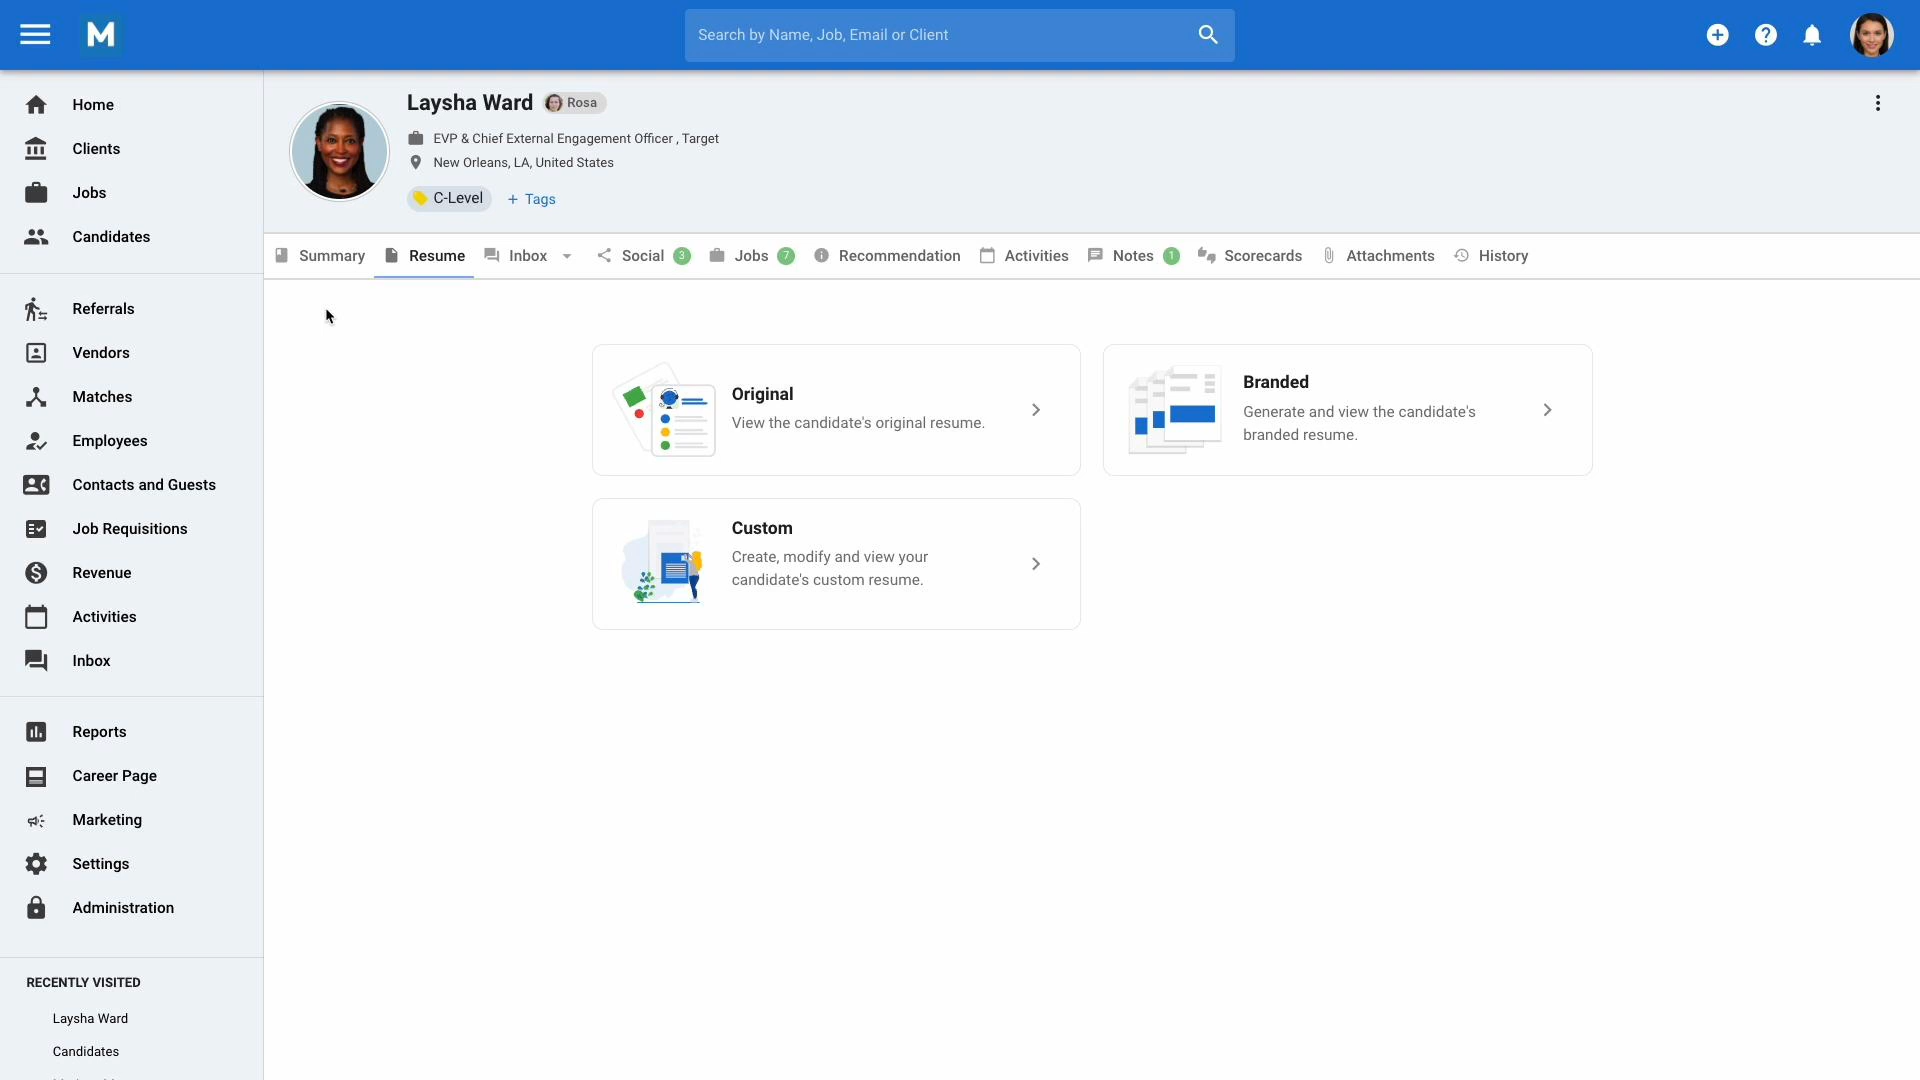 M
Search by Name, Job, Email or Client
Home
Clients
Jobs
Candidates
Referrals
Vendors
Matches
Employees
Contacts and Guests
Job Requisitions
Revenue
Activities
Inbox
Reports
Career Page
Marketing
Settings
Administration
RECENTLY VISITED
Laysha Ward
Candidates
Laysha Ward Rosa
EVP & Chief External Engagement Officer , Target
New Orleans, LA, United States
C-Level + Tags
Summary Resume Inbox Social 3 Jobs 7 Recommendation Activities Notes 1 Scorecards Attachments History
Original
View the candidate's original resume.
Branded
Generate and view the candidate's
branded resume.
Custom
Create, modify and view your
candidate's custom resume.